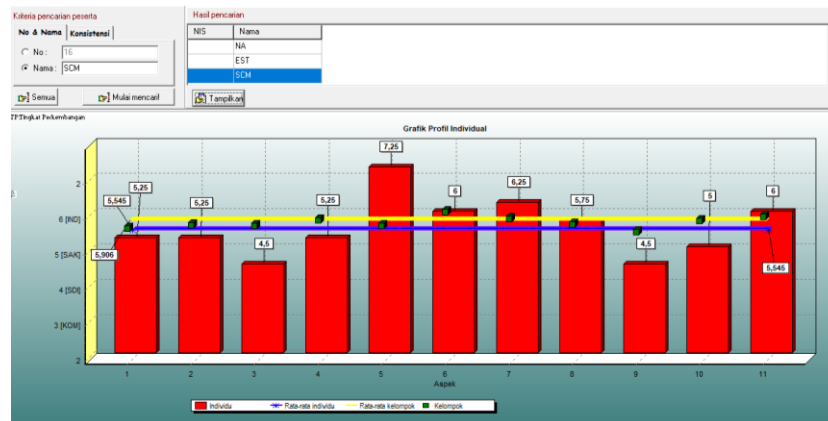 Kriteria pencarian peserta
No & Nama Konsistensi
No : 16
Nama : SCM
Semua Mulai mencari!
Hasil pencarian
NIS Nama
NA
EST
SCM
Tampilkan
TP:Tingkat Perkembangan
Grafik Profil Individual
2
6 [IND]
5 [SAK]
4 [SDI]
3 [KOM]
2
5,545
5,25
5,25
4,5
5,25
7,25
6
6,25
5,75
4,5
5
6
5,906
5,545
1 2 3 4 5 6 7 8 9 10 11
Aspek
Individu Rata-rata individu Rata-rata kelompok Kelompok